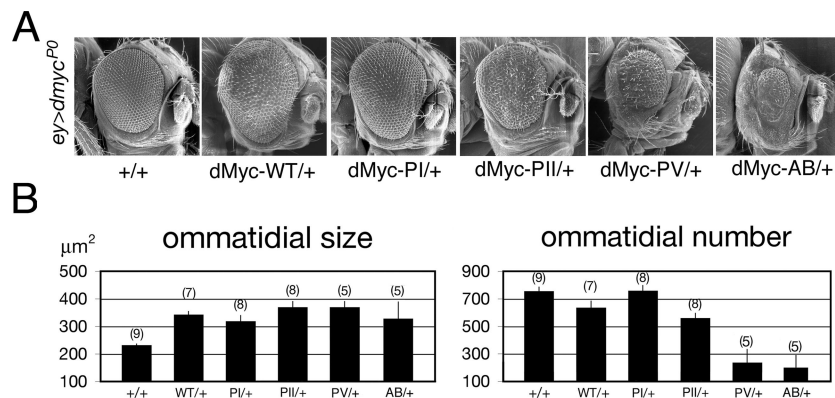 A
ey>dmyc^P0
+/+ dMyc-WT/+ dMyc-PI/+ dMyc-PII/+ dMyc-PV/+ dMyc-AB/+
B
μm²
ommatidial size
500
400
300
200
100
(9) (7) (8) (8) (5) (5)
+/+ WT/+ PI/+ PII/+ PV/+ AB/+
ommatidial number
900
700
500
300
100
(9) (7) (8) (8) (5) (5)
+/+ WT/+ PI/+ PII/+ PV/+ AB/+